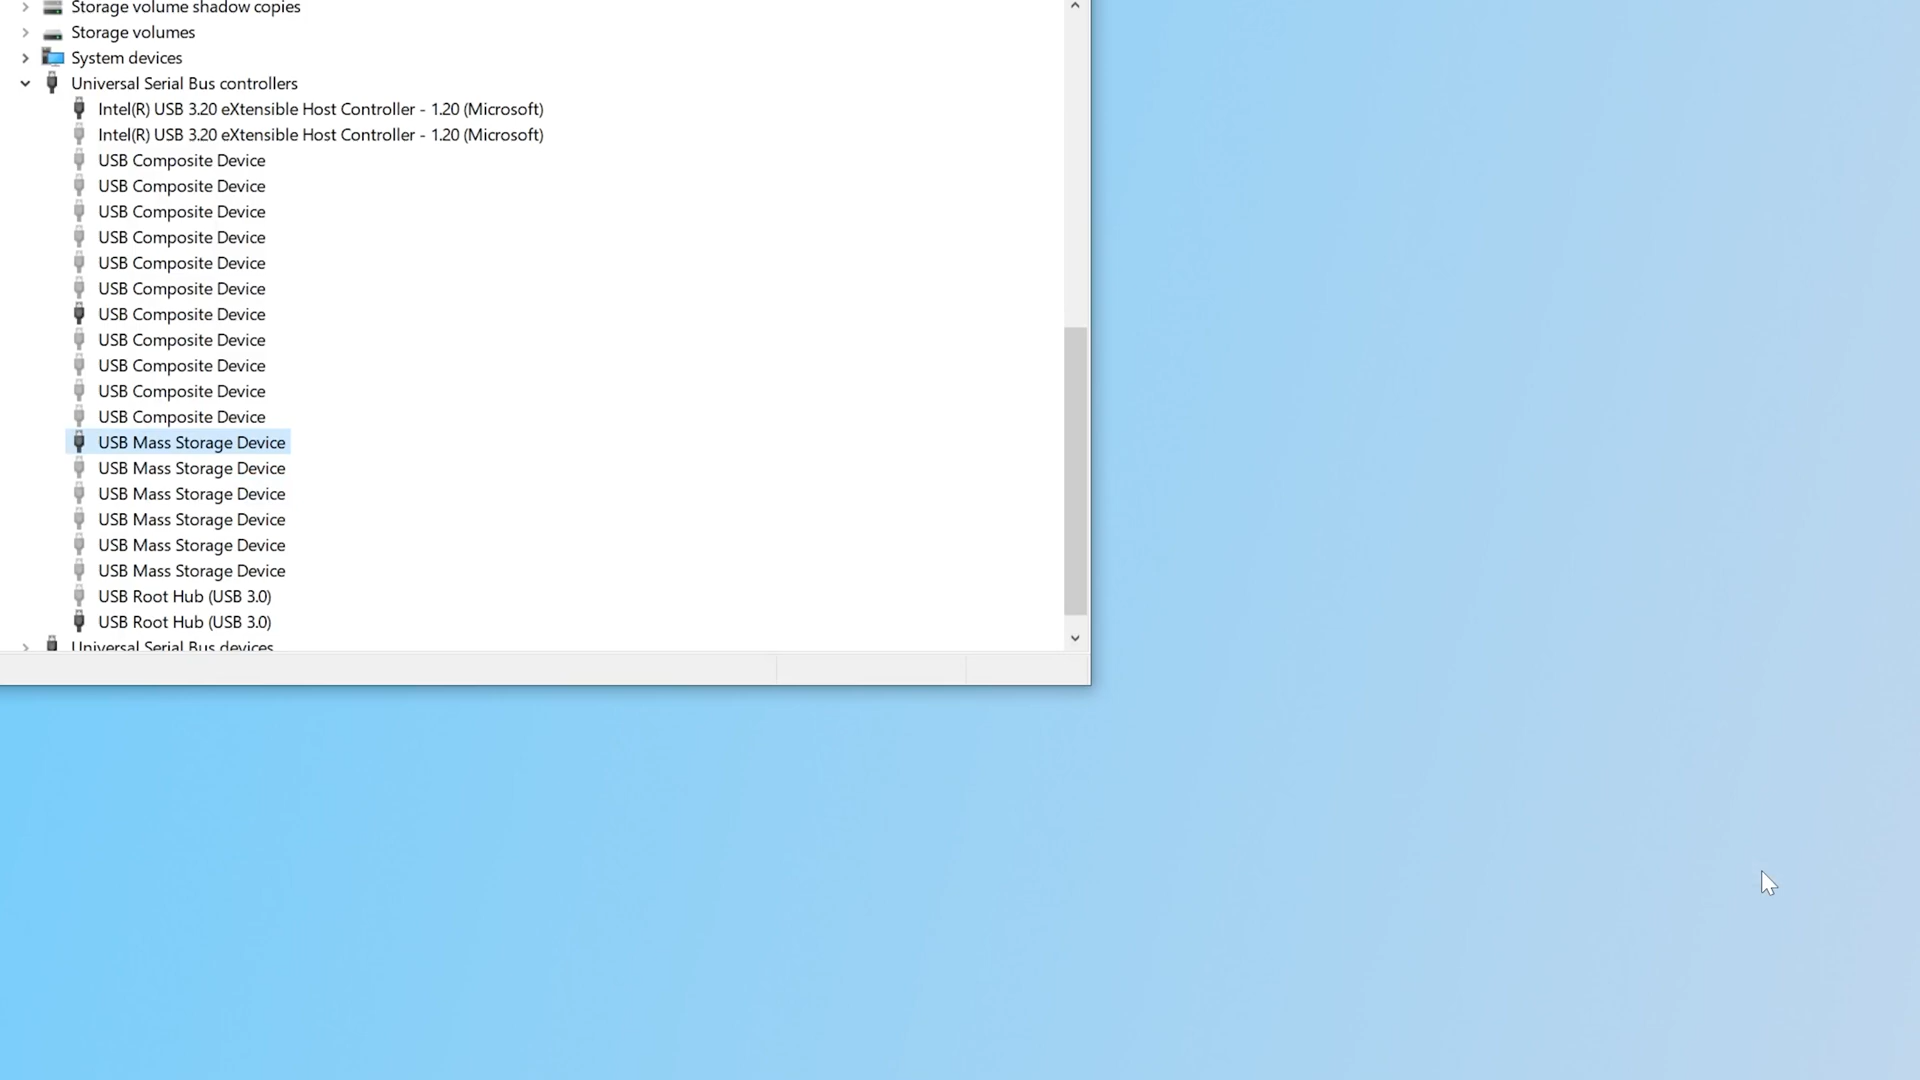 Storage volume shadow copies
Storage volumes
System devices
Universal Serial Bus controllers
Intel(R) USB 3.20 eXtensible Host Controller - 1.20 (Microsoft)
Intel(R) USB 3.20 eXtensible Host Controller - 1.20 (Microsoft)
USB Composite Device
USB Composite Device
USB Composite Device
USB Composite Device
USB Composite Device
USB Composite Device
USB Composite Device
USB Composite Device
USB Composite Device
USB Composite Device
USB Composite Device
USB Mass Storage Device
USB Mass Storage Device
USB Mass Storage Device
USB Mass Storage Device
USB Mass Storage Device
USB Mass Storage Device
USB Root Hub (USB 3.0)
USB Root Hub (USB 3.0)
Universal Serial Bus devices